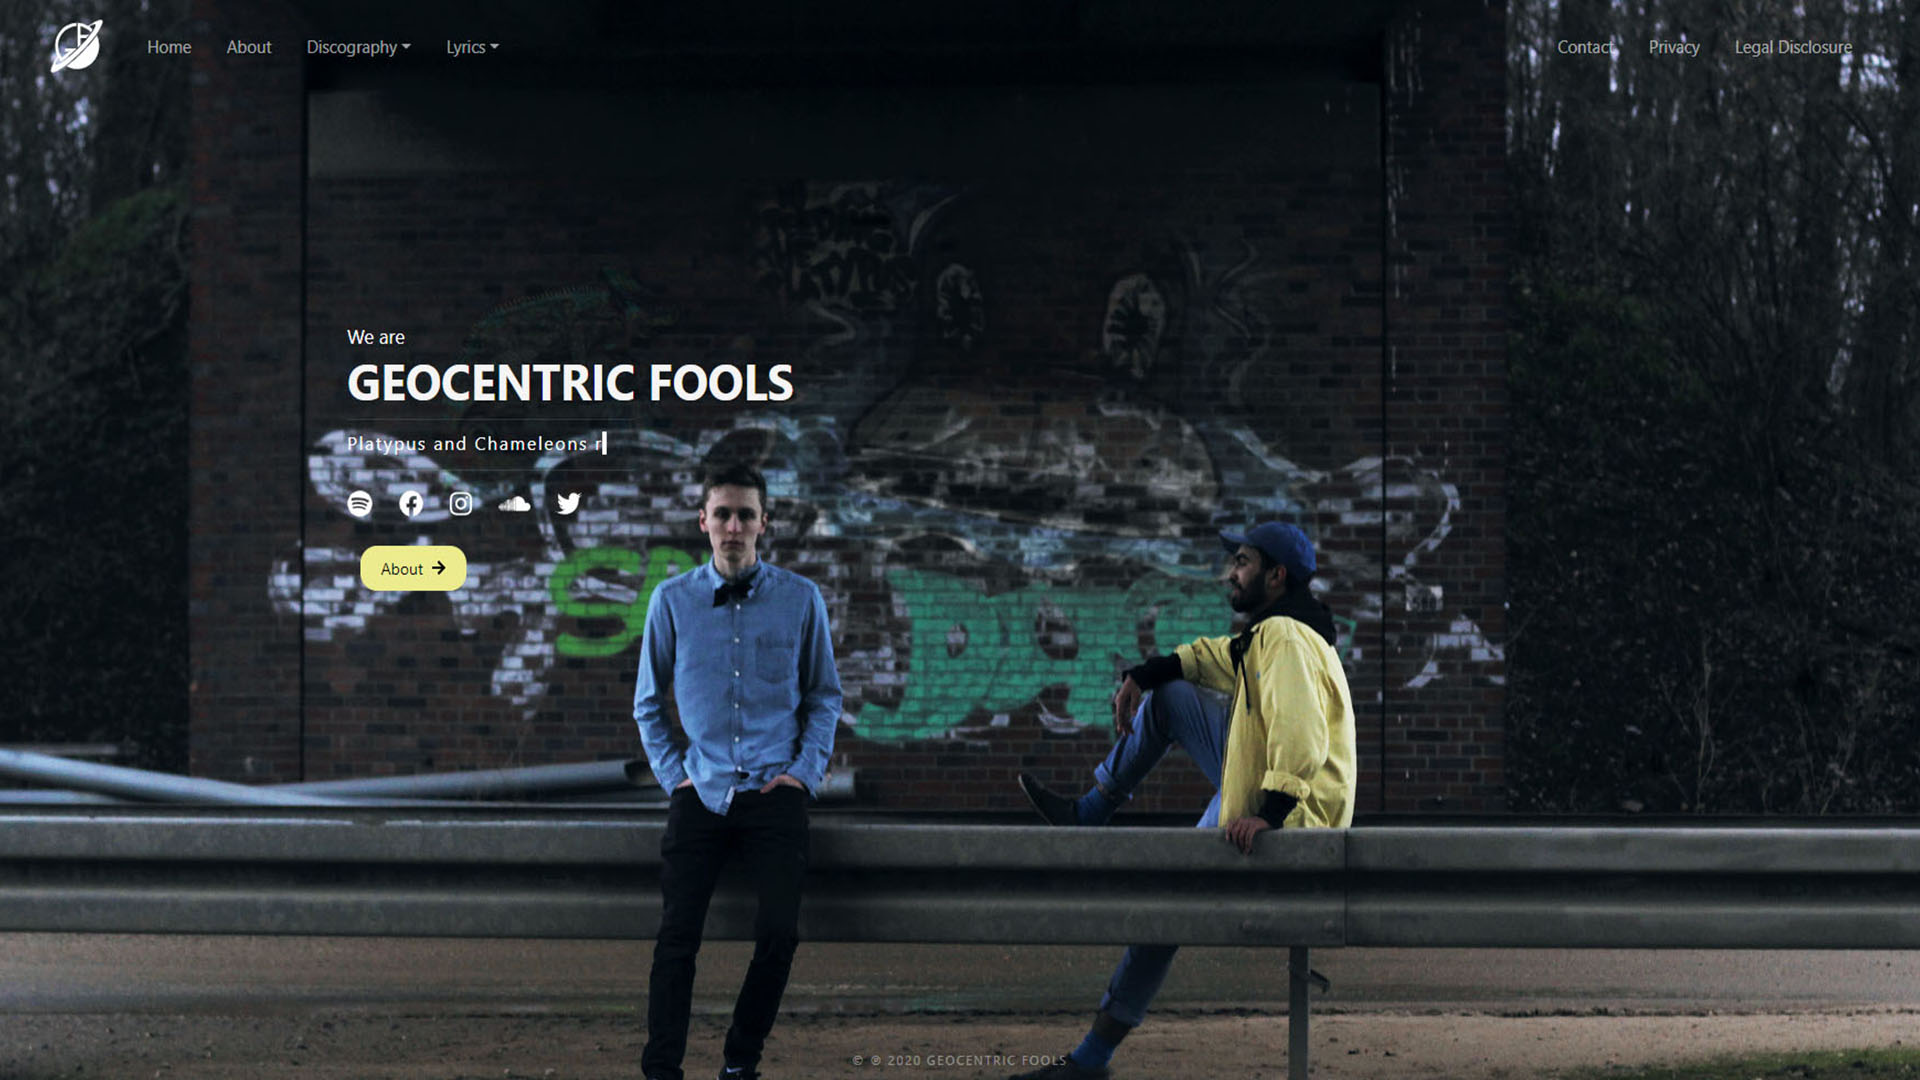 Home About Discography Lyrics Contact Privacy Legal Disclosure
We are
GEOCENTRIC FOOLS
Platypus and Chameleons r
About
© ℗ 2020 GEOCENTRIC FOOLS